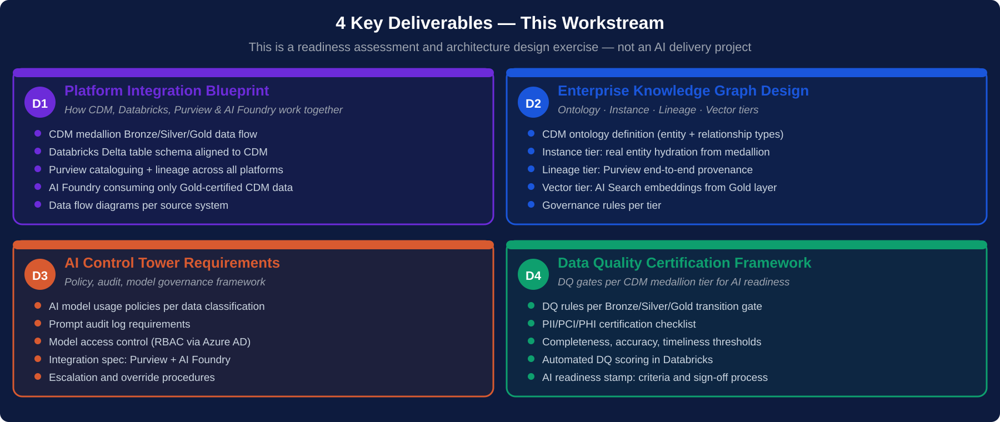 4 Key Deliverables — This Workstream
This is a readiness assessment and architecture design exercise — not an AI delivery project
D1
Platform Integration Blueprint
How CDM, Databricks, Purview & AI Foundry work together
CDM medallion Bronze/Silver/Gold data flow
Databricks Delta table schema aligned to CDM
Purview cataloguing + lineage across all platforms
AI Foundry consuming only Gold-certified CDM data
Data flow diagrams per source system
D2
Enterprise Knowledge Graph Design
Ontology · Instance · Lineage · Vector tiers
CDM ontology definition (entity + relationship types)
Instance tier: real entity hydration from medallion
Lineage tier: Purview end-to-end provenance
Vector tier: AI Search embeddings from Gold layer
Governance rules per tier
D3
AI Control Tower Requirements
Policy, audit, model governance framework
AI model usage policies per data classification
Prompt audit log requirements
Model access control (RBAC via Azure AD)
Integration spec: Purview + AI Foundry
Escalation and override procedures
D4
Data Quality Certification Framework
DQ gates per CDM medallion tier for AI readiness
DQ rules per Bronze/Silver/Gold transition gate
PII/PCI/PHI certification checklist
Completeness, accuracy, timeliness thresholds
Automated DQ scoring in Databricks
AI readiness stamp: criteria and sign-off process